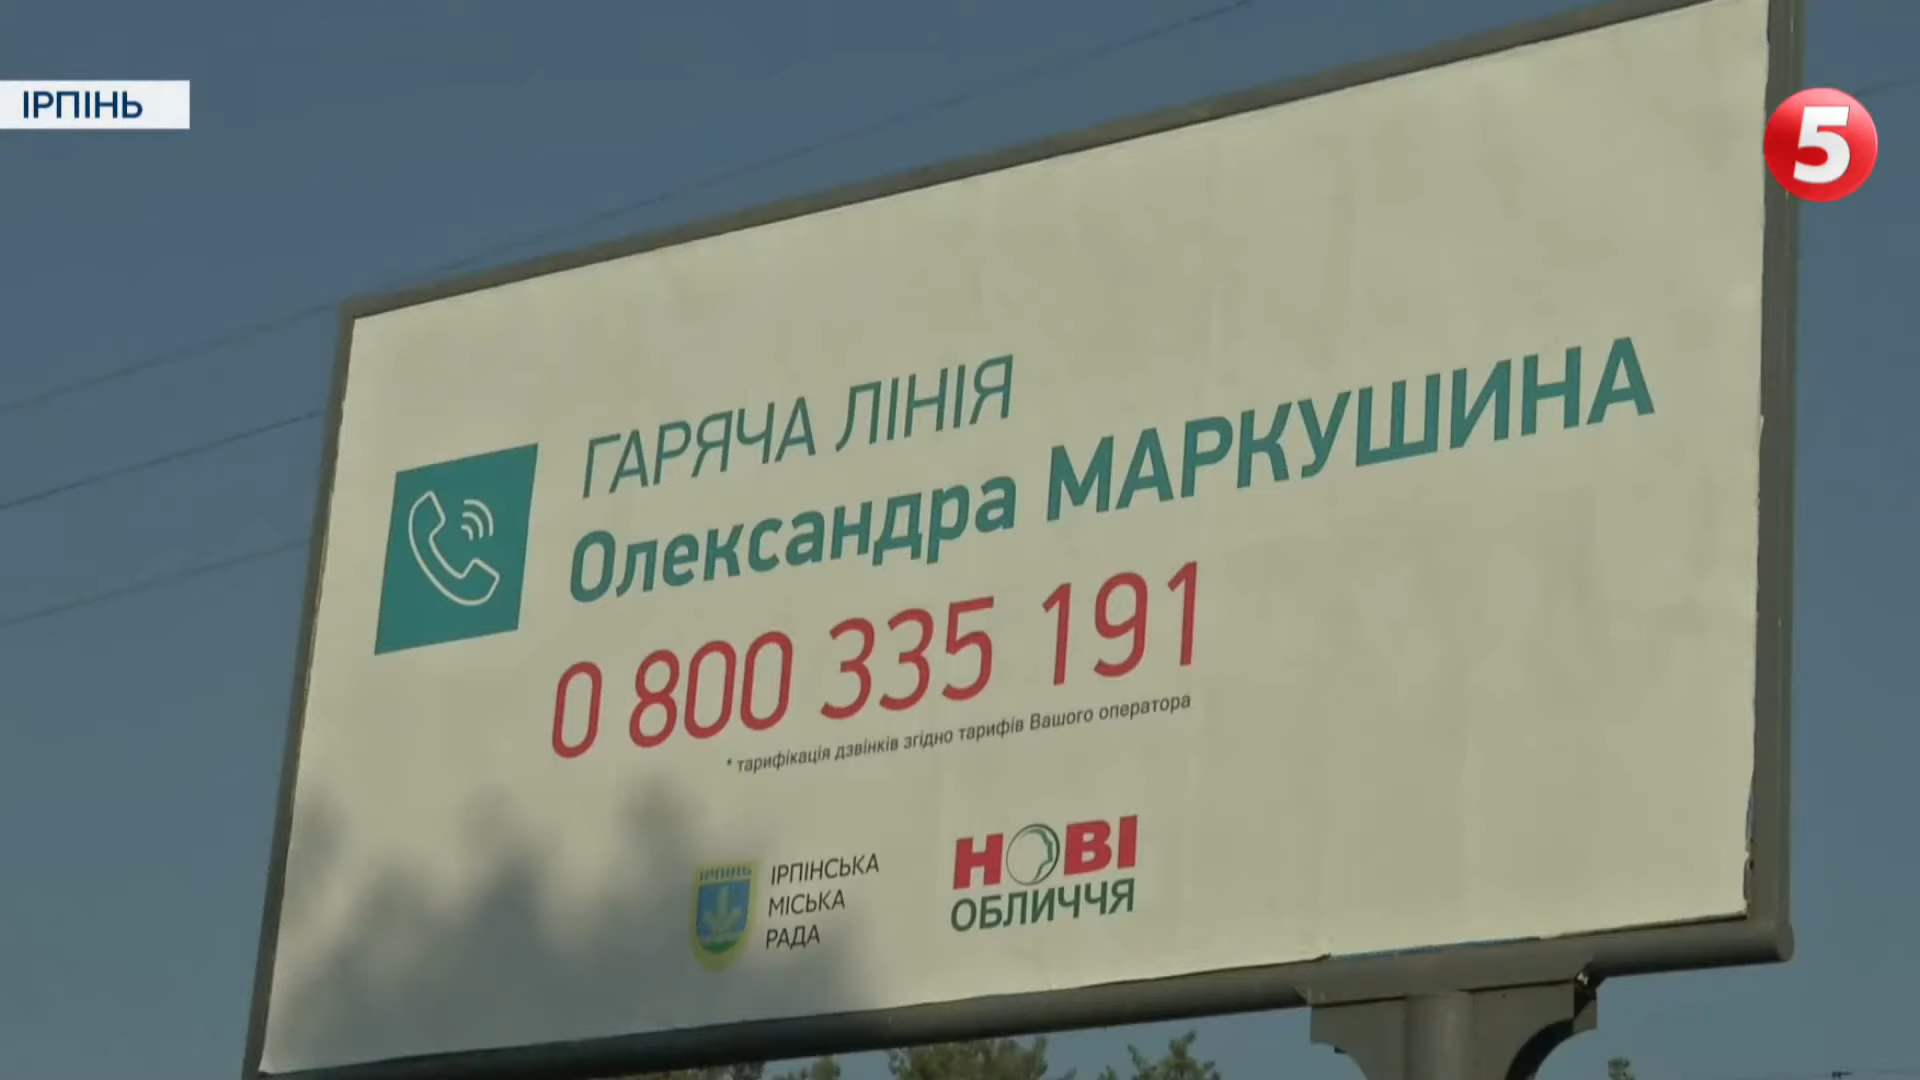 ІРПІНЬ
5
ГАРЯЧА ЛІНІЯ
Олександра МАРКУШИНА
0 800 335 191
* тарифікація дзвінків згідно тарифів Вашого оператора
ІРПІНЬ
ІРПІНСЬКА
МІСЬКА
РАДА
НОВІ
ОБЛИЧЧЯ